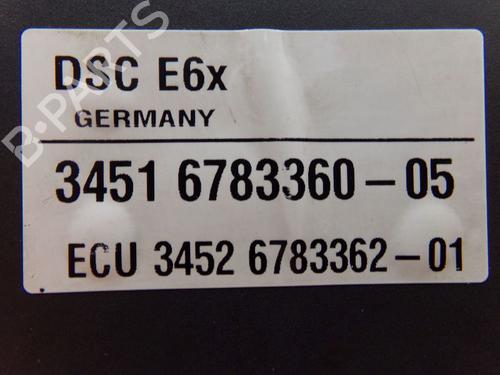 DSC E6x
GERMANY
3451 6783360-05
ECU 3452 6783362-01
B-PARTS